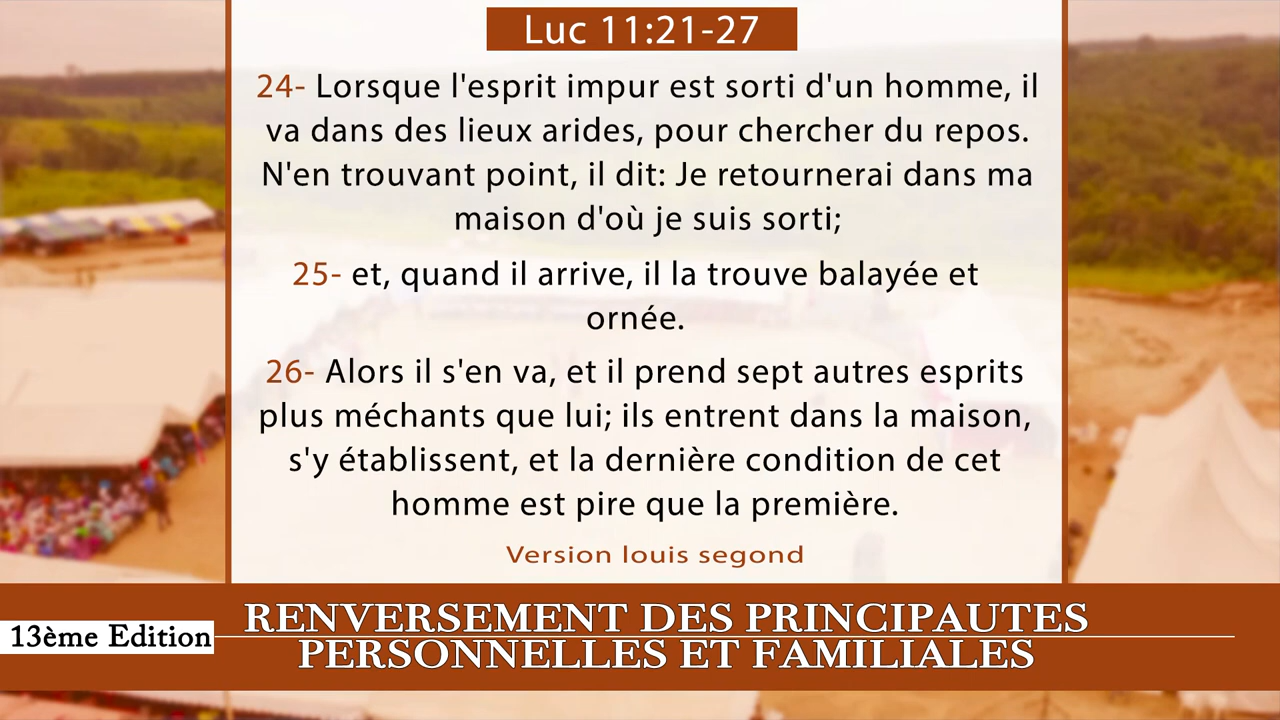 Luc 11:21-27
24- Lorsque l'esprit impur est sorti d'un homme, il
va dans des lieux arides, pour chercher du repos.
N'en trouvant point, il dit: Je retournerai dans ma
maison d'où je suis sorti;
25- et, quand il arrive, il la trouve balayée et
ornée.
26- Alors il s'en va, et il prend sept autres esprits
plus méchants que lui; ils entrent dans la maison,
s'y établissent, et la dernière condition de cet
homme est pire que la première.
Version louis segond
13ème Edition
RENVERSEMENT DES PRINCIPAUTES
PERSONNELLES ET FAMILIALES